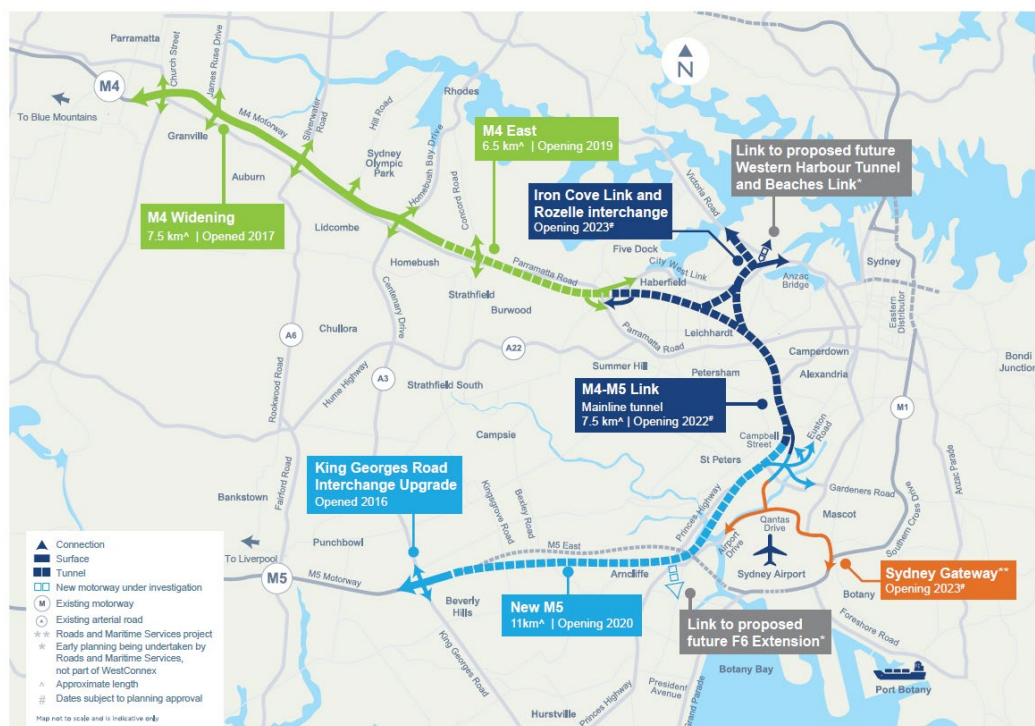 Parramatta
Church Street
James Ruse Drive
M4
To Blue Mountains
M4 Motorway
Granville
Silverwater Road
Hill Road
Rhodes
Homebush Bay Drive
Sydney
Olympic
Park
Auburn
Lidcombe
M4 Widening
7.5 km^ | Opened 2017
M4 East
6.5 km^ | Opening 2019
Concord Road
N
Link to proposed future
Western Harbour Tunnel
and Beaches Link*
Victoria Road
Iron Cove Link and
Rozelle interchange
Opening 2023#
Five Dock
City West Link
Haberfield
Anzac
Bridge
Sydney
Eastern
Distributor
Homebush
Parramatta Road
Strathfield
Burwood
Centenary Drive
A6
Chullora
A22
Parramatta Road
Leichhardt
Summer Hill
Petersham
Camperdown
Alexandria
Bondi
Junction
Rookwood Road
Hume Highway
A3
Strathfield South
M4-M5 Link
Mainline tunnel
7.5 km^ | Opening 2022#
M1
Campbell
Street
Euston
Road
Anzac Parade
Campsie
St Peters
Gardeners Road
King Georges Road
Interchange Upgrade
Opened 2016
Fairford Road
Bankstown
Kingsgrove Road
Bexley Road
Princes Highway
Mascot
Southern Cross Drive
Qantas
Drive
Airport
Drive
Punchbowl
To Liverpool
M5
M5 Motorway
M5 East
Arncliffe
Sydney Airport
Sydney Gateway**
Opening 2023#
Botany
Beverly
Hills
New M5
11km^ | Opening 2020
Link to proposed
future F6 Extension*
Foreshore Road
King Georges Road
Botany Bay
Port Botany
President
Avenue
Grand Parade
Princes Highway
Hurstville
Connection
Surface
Tunnel
New motorway under investigation
M Existing motorway
Existing arterial road
** Roads and Maritime Services project
* Early planning being undertaken by
Roads and Maritime Services,
not part of WestConnex
^ Approximate length
# Dates subject to planning approval
Map not to scale and is indicative only